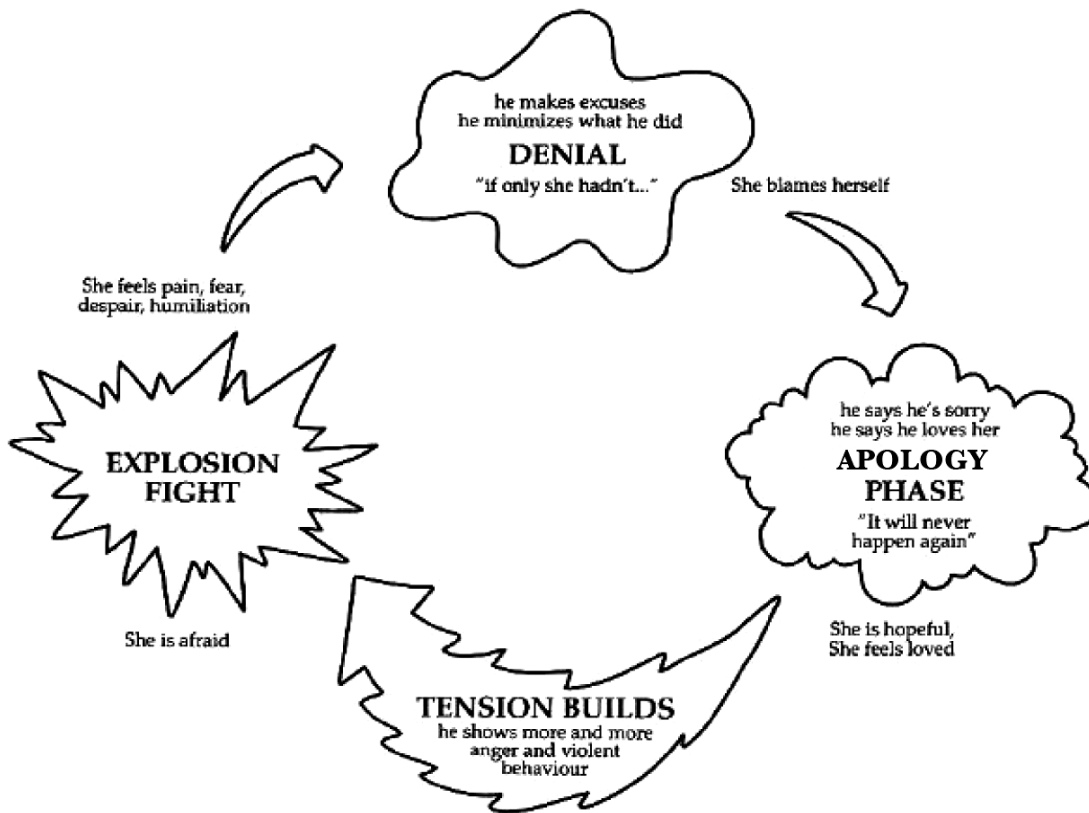 he makes excuses
he minimizes what he did
DENIAL
"if only she hadn't..."
She blames herself
he says he's sorry
he says he loves her
APOLOGY
PHASE
"It will never
happen again"
She is hopeful,
She feels loved
TENSION BUILDS
he shows more and more
anger and violent
behaviour
She is afraid
EXPLOSION
FIGHT
She feels pain, fear,
despair, humiliation